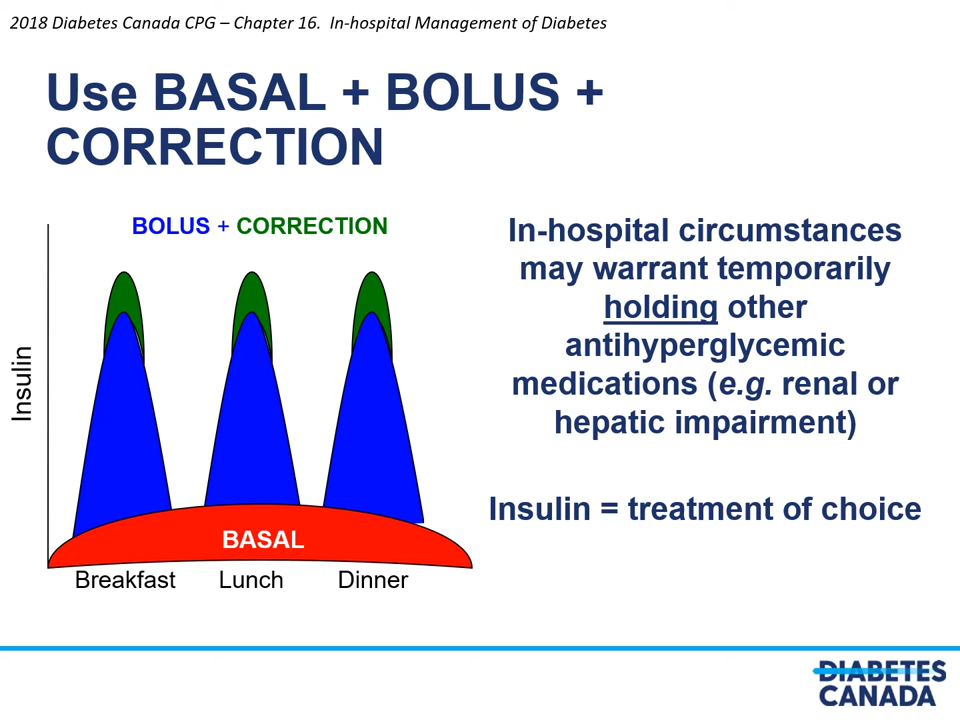 2018 Diabetes Canada CPG – Chapter 16.  In-hospital Management of Diabetes
Use BASAL + BOLUS +
CORRECTION
BOLUS + CORRECTION
Insulin
BASAL
Breakfast
Lunch
Dinner
In-hospital circumstances
may warrant temporarily
holding other
antihyperglycemic
medications (e.g. renal or
hepatic impairment)
Insulin = treatment of choice
DIABETES
CANADA